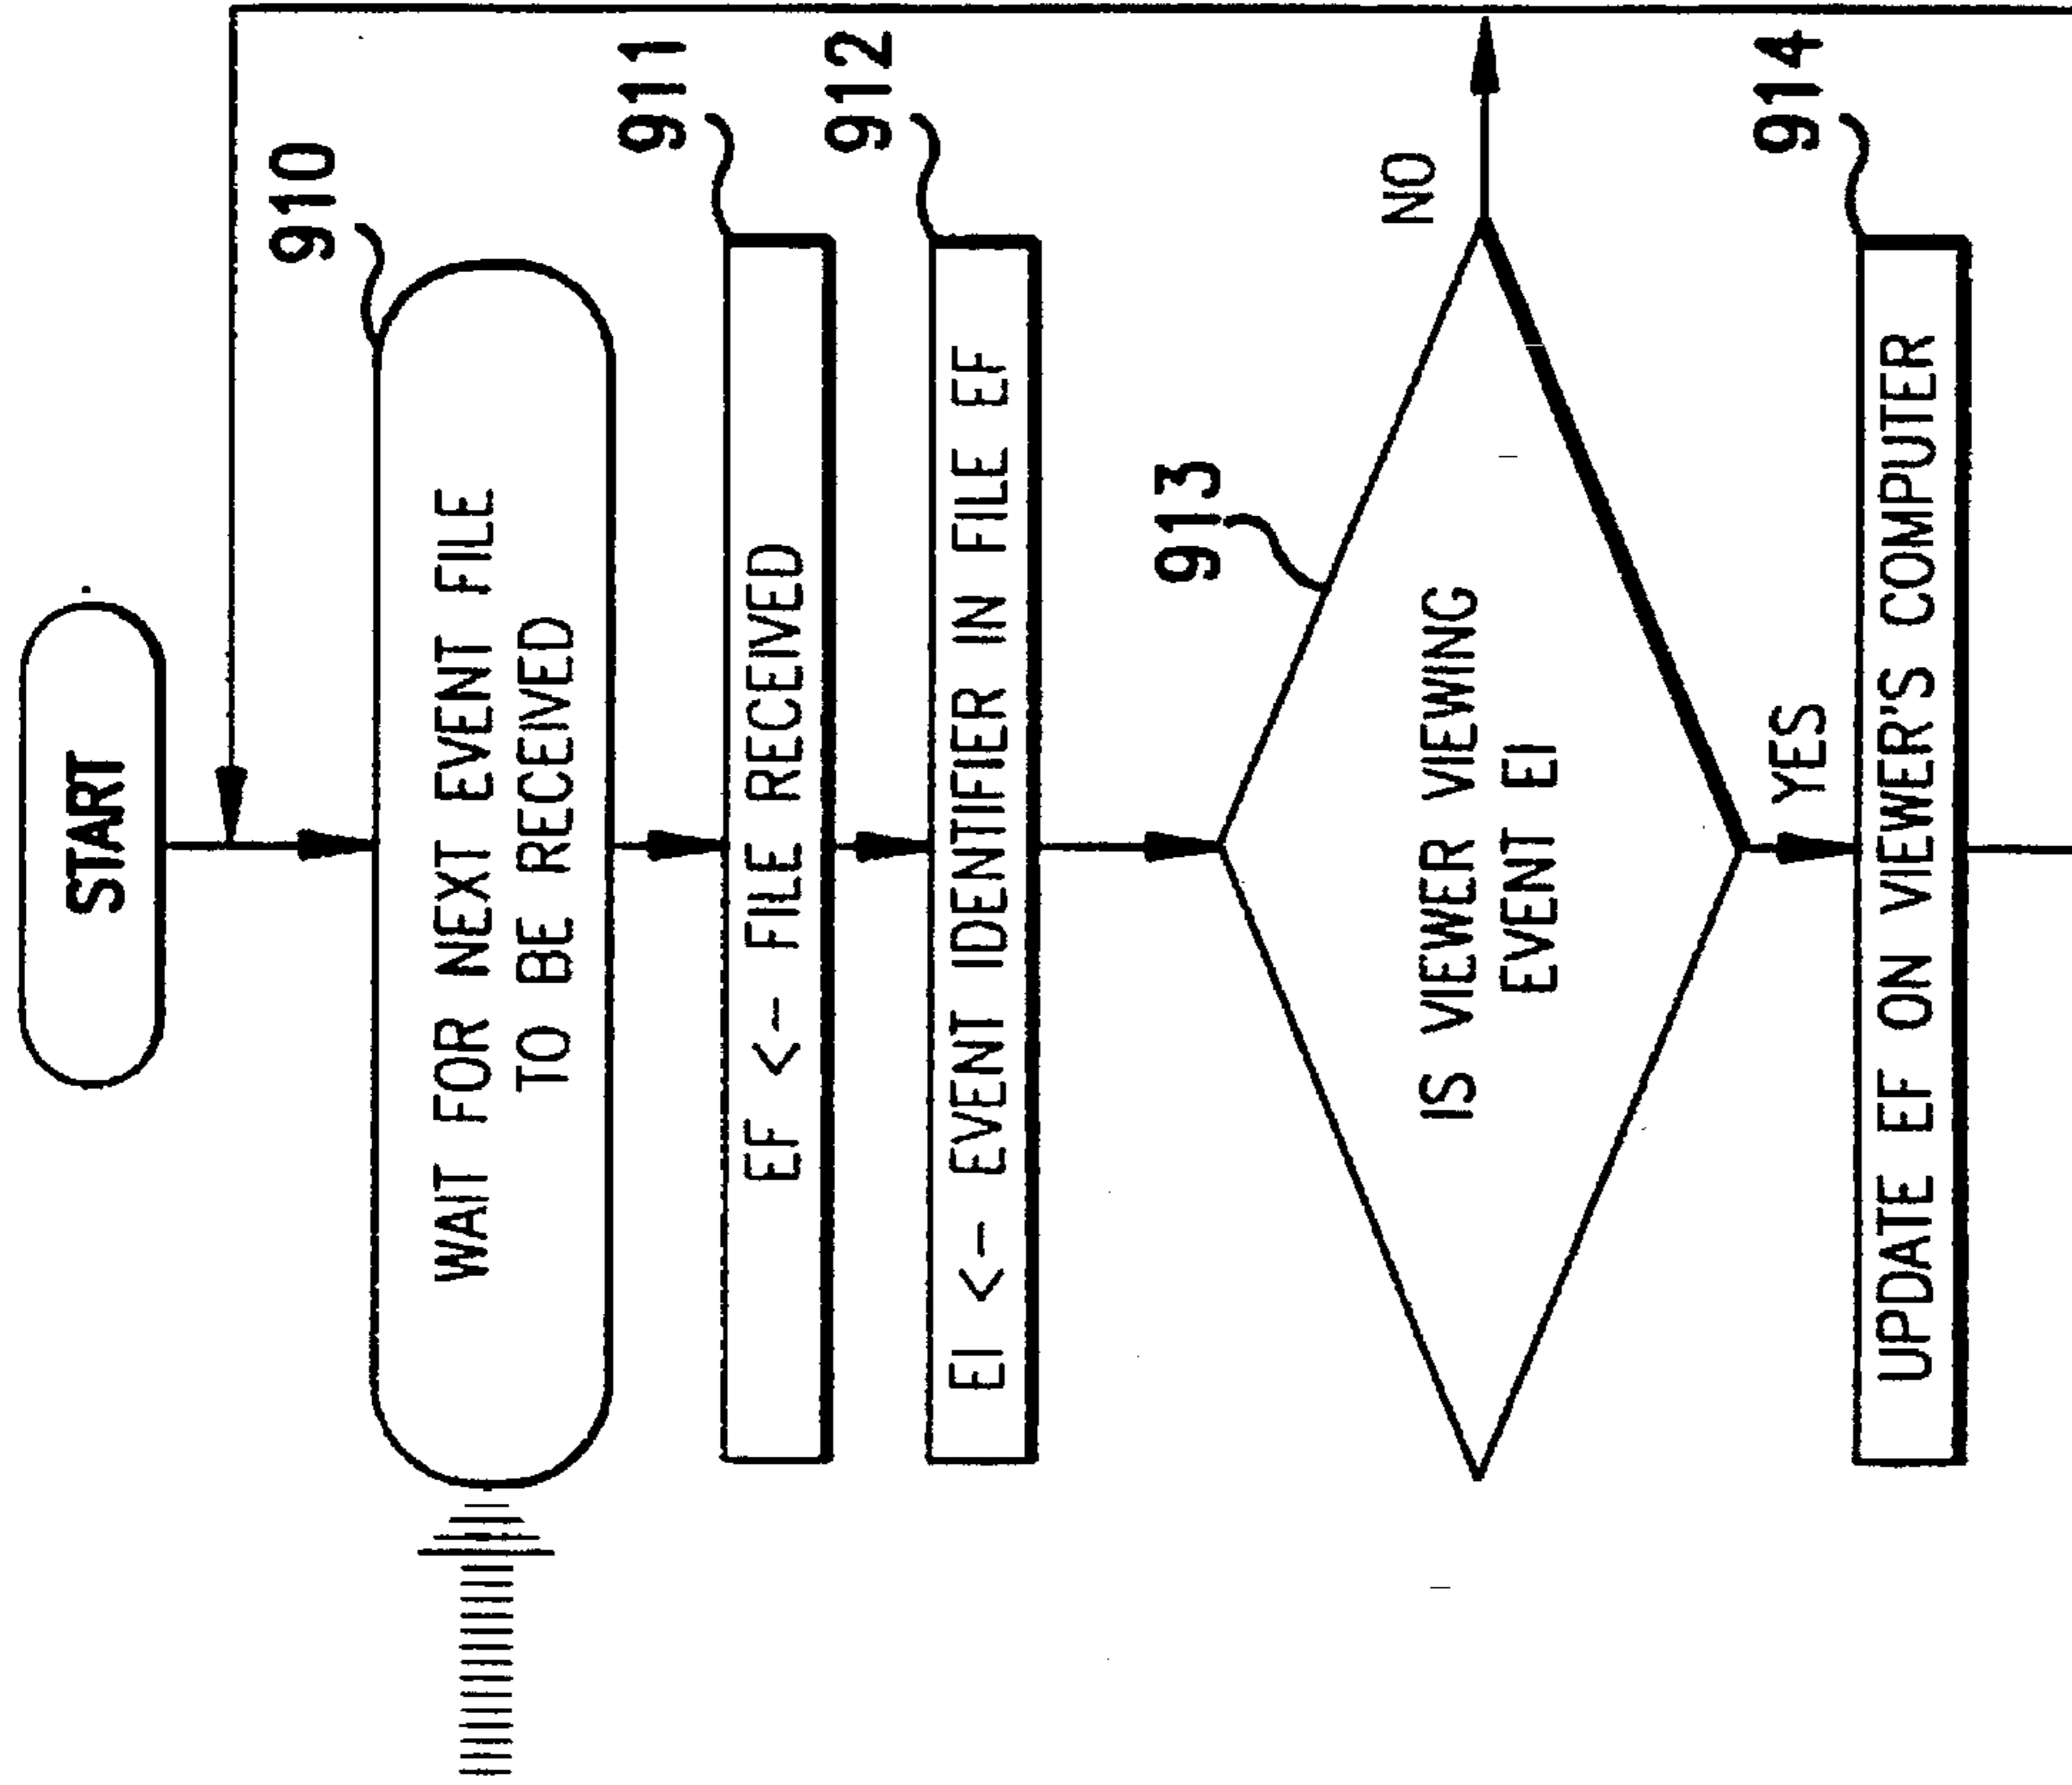 START
910
WAIT FOR NEXT EVENT FILE
TO BE RECEIVED
911
EF <- FILE RECEIVED
912
EI <- EVENT IDENTIFIER IN FILE EF
913
IS VIEWER VIEWING
EVENT EI
NO
YES
914
UPDATE EF ON VIEWER'S COMPUTER